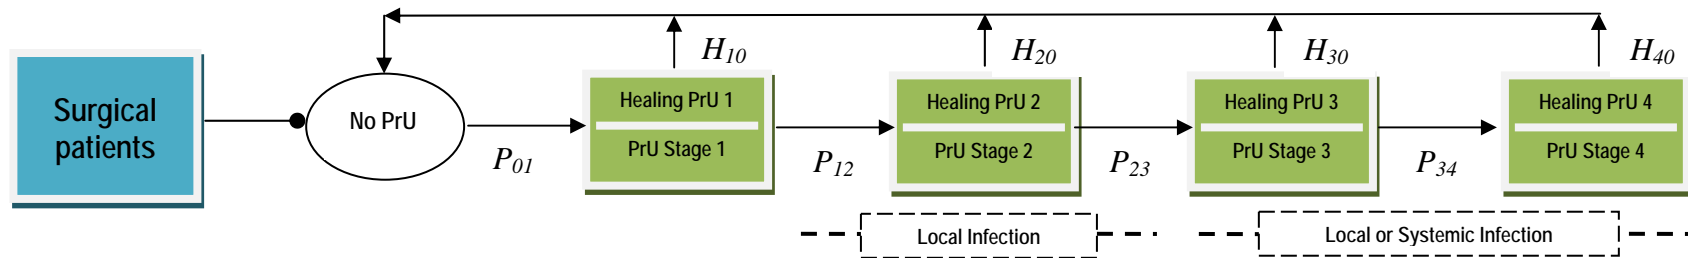 Surgical
patients
No PrU
P01
Healing PrU 1
PrU Stage 1
H10
P12
Healing PrU 2
PrU Stage 2
H20
P23
Healing PrU 3
PrU Stage 3
H30
P34
Healing PrU 4
PrU Stage 4
H40
Local Infection
Local or Systemic Infection